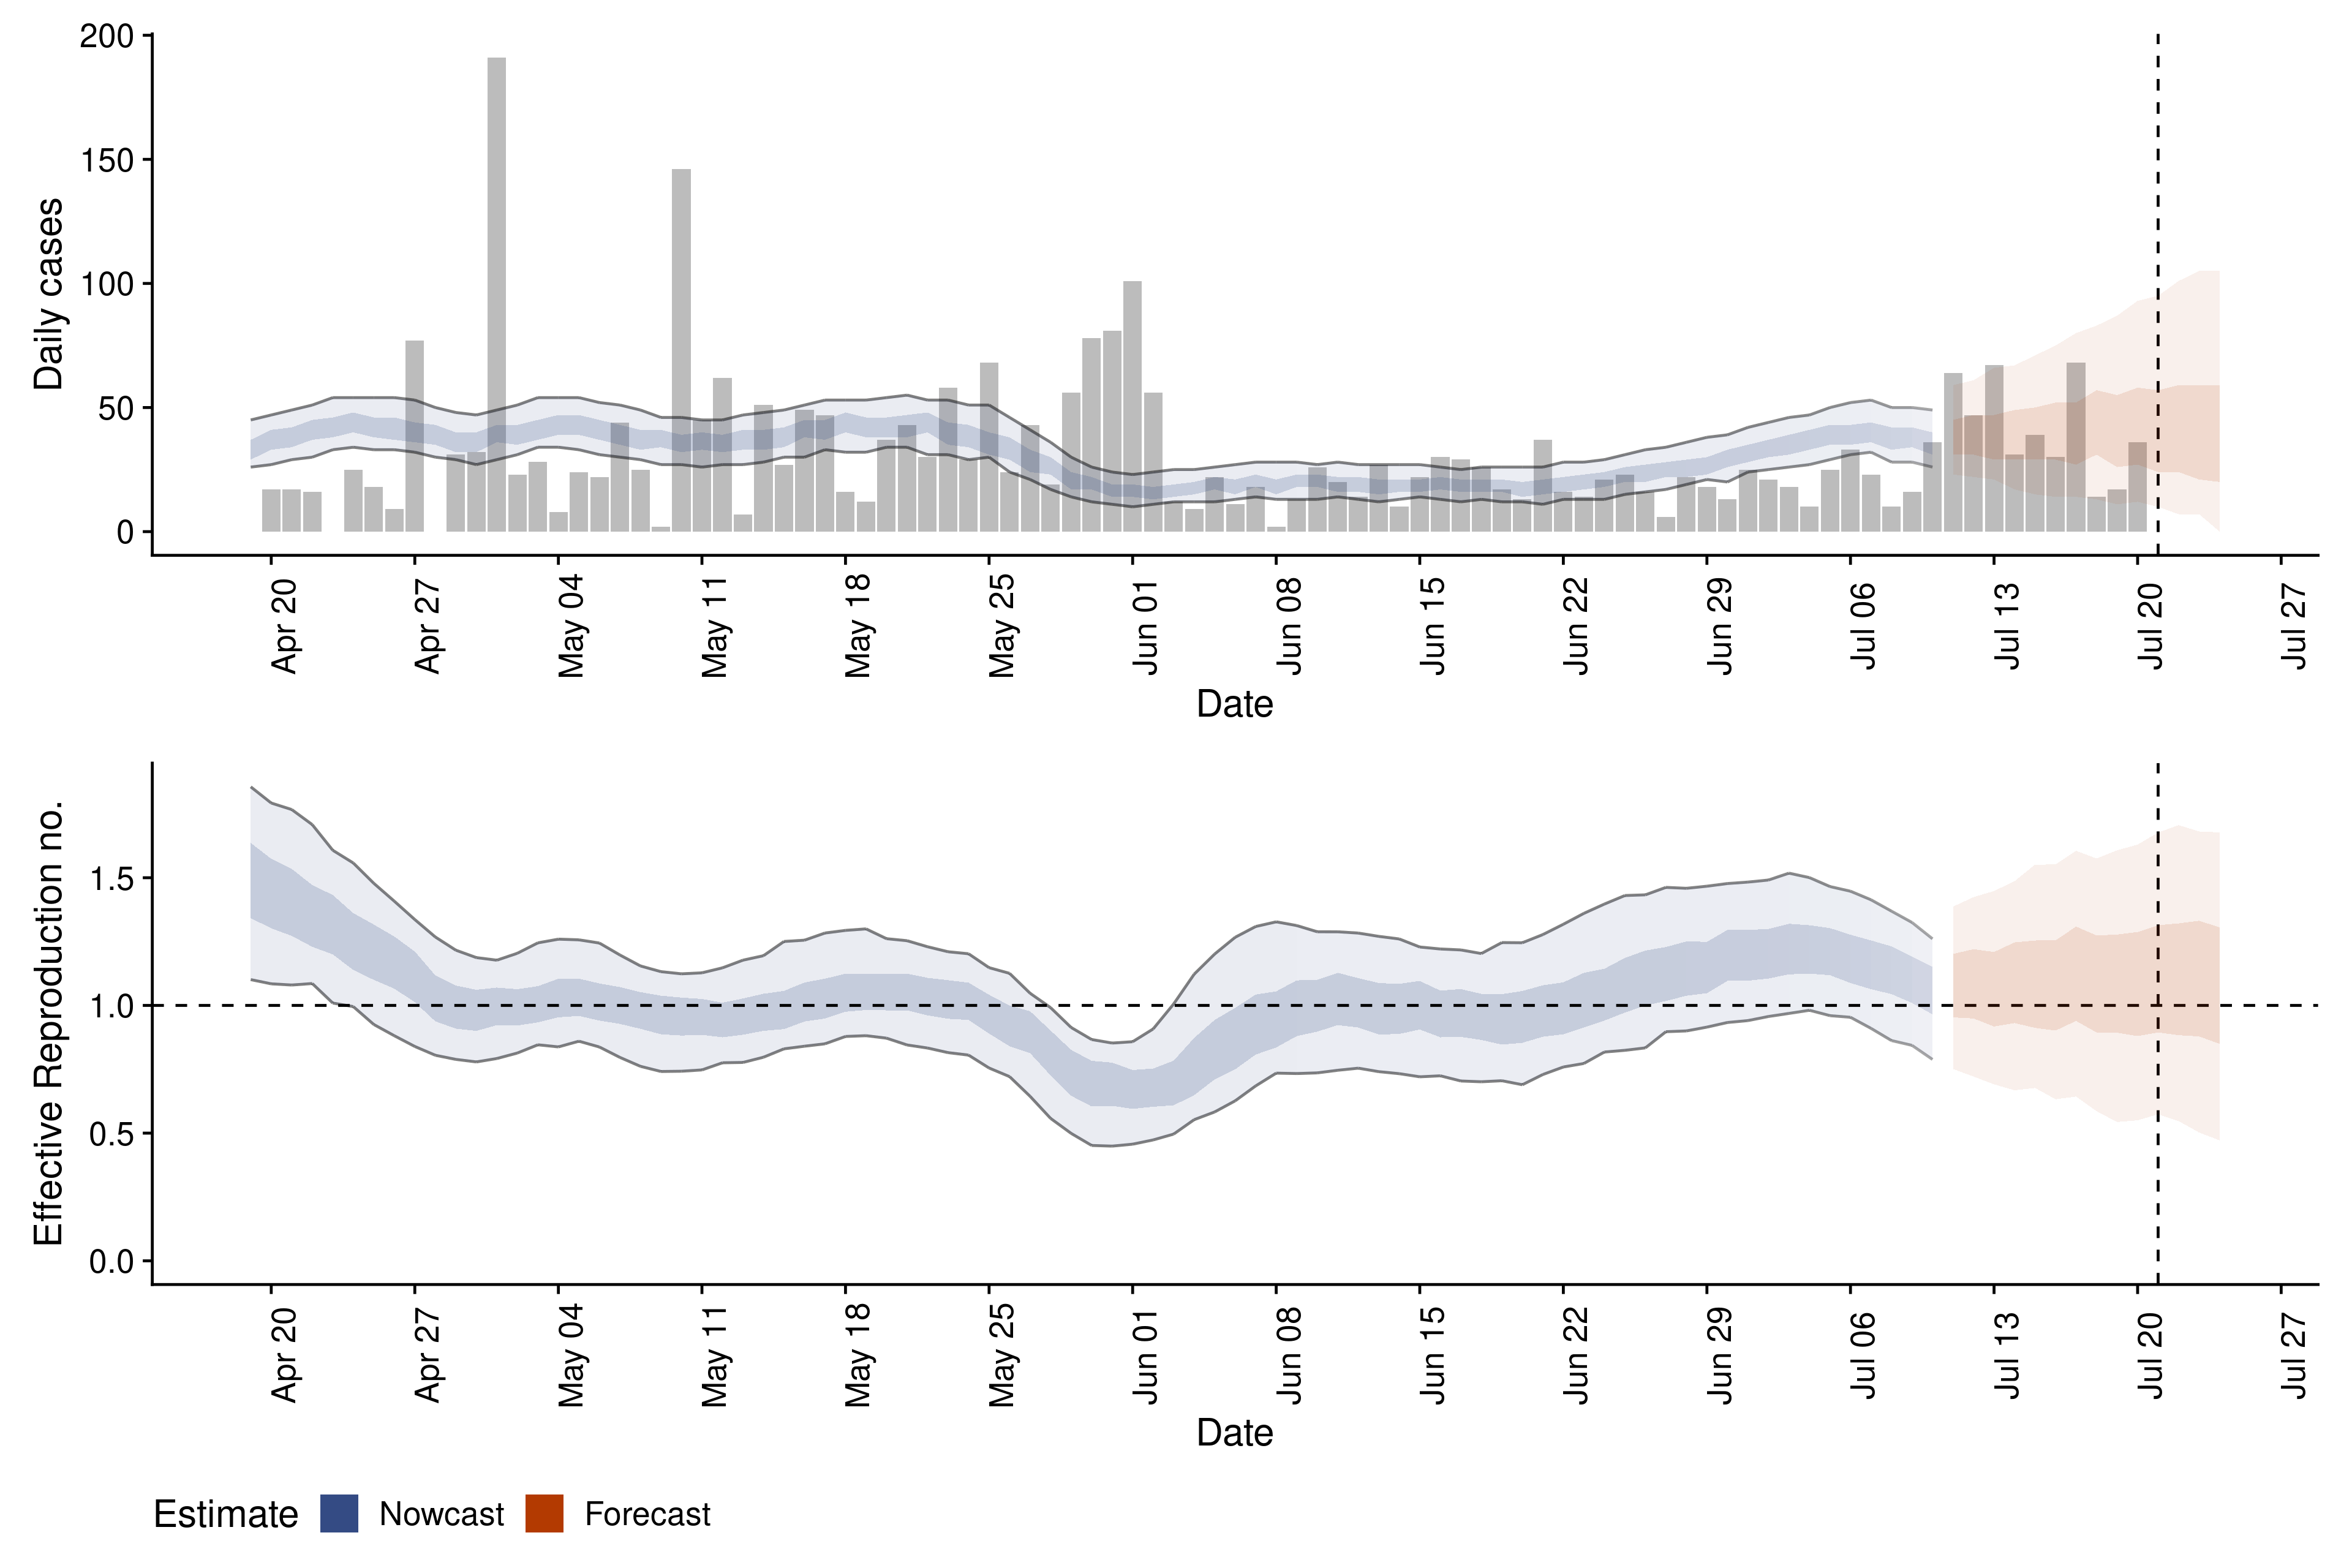 200
150
100
50
0
Daily cases
Apr 20
Apr 27
May 04
May 11
May 18
May 25
Jun 01
Jun 08
Jun 15
Jun 22
Jun 29
Jul 06
Jul 13
Jul 20
Jul 27
Date
1.5
1.0
0.5
0.0
Effective Reproduction no.
Apr 20
Apr 27
May 04
May 11
May 18
May 25
Jun 01
Jun 08
Jun 15
Jun 22
Jun 29
Jul 06
Jul 13
Jul 20
Jul 27
Date
Estimate Nowcast Forecast